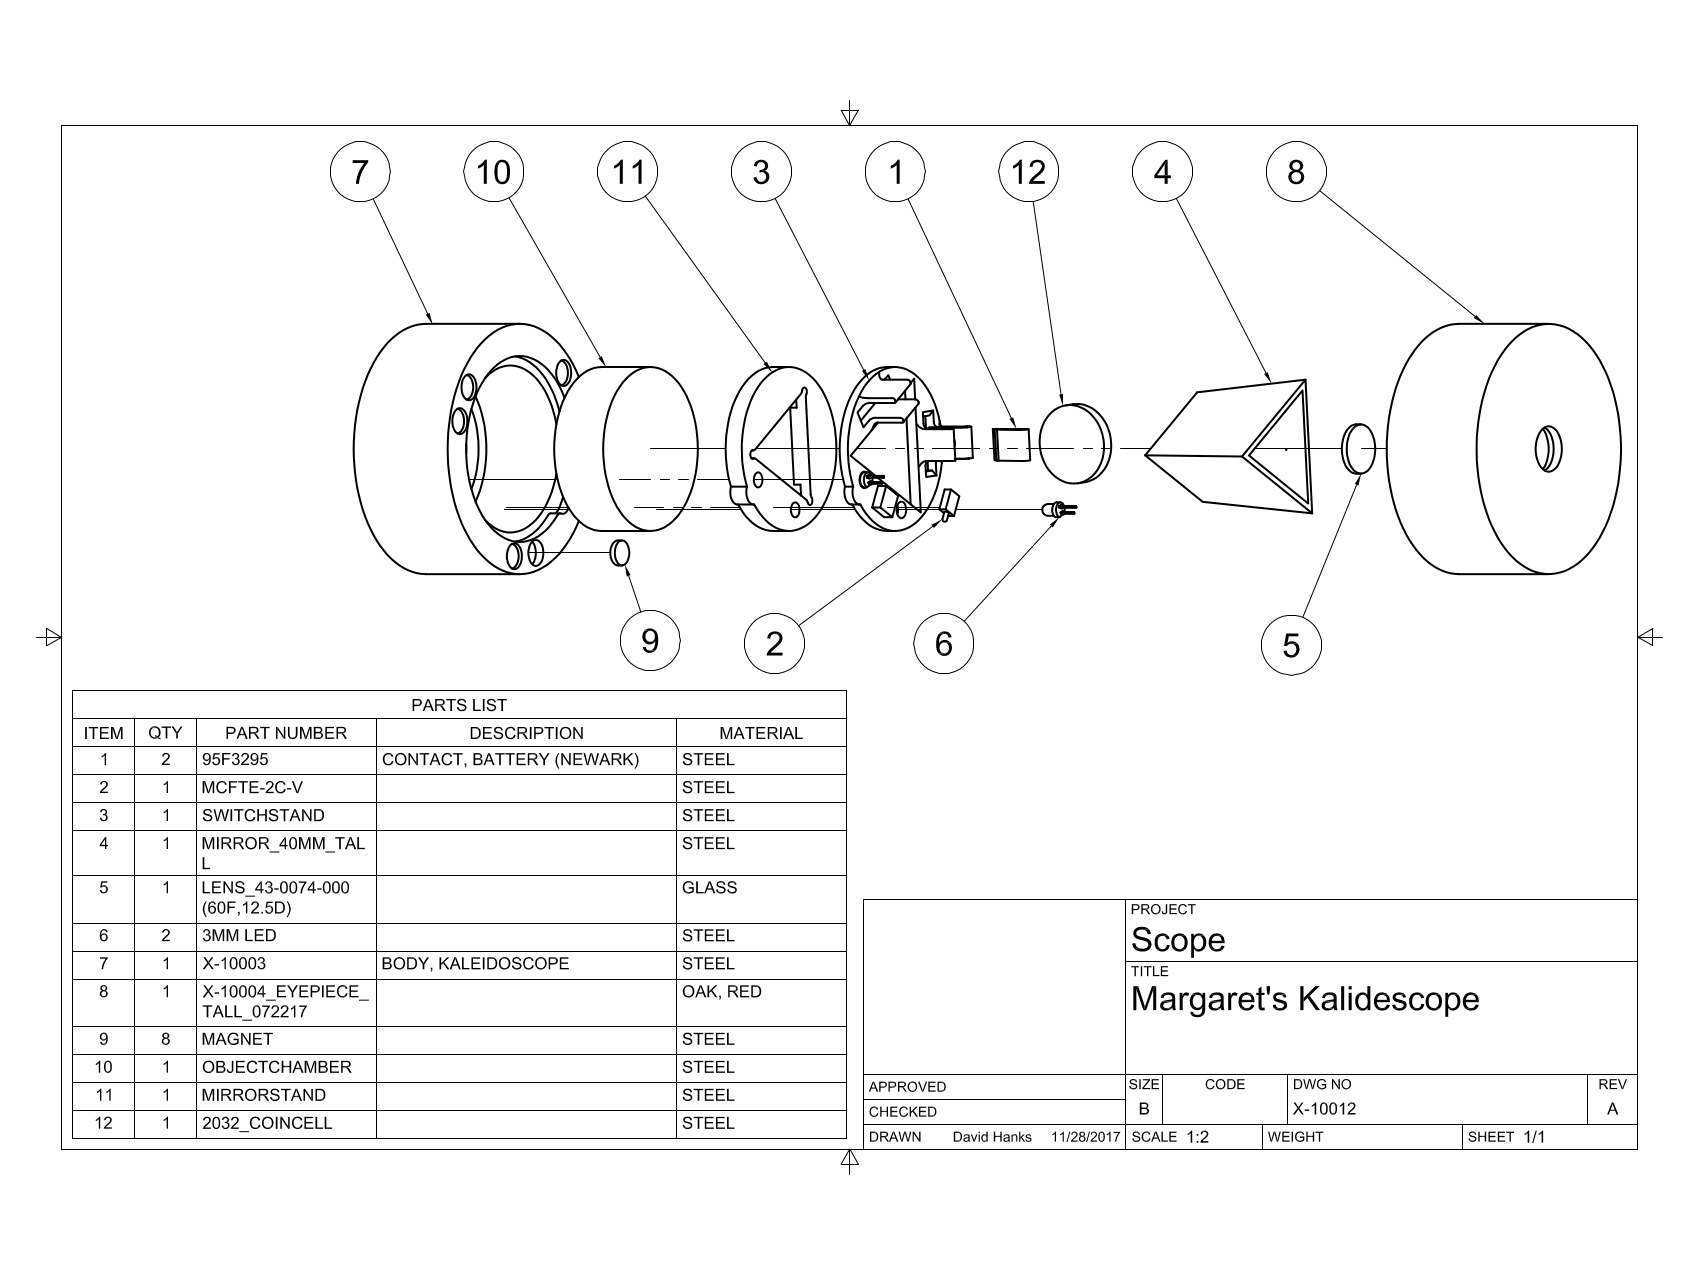 7 10 11 3 1 12 4 8
9 2 6 5
PARTS LIST
ITEM QTY PART NUMBER DESCRIPTION MATERIAL
1 2 95F3295 CONTACT, BATTERY (NEWARK) STEEL
2 1 MCFTE-2C-V STEEL
3 1 SWITCHSTAND STEEL
4 1 MIRROR_40MM_TAL STEEL
L
5 1 LENS_43-0074-000 GLASS
(60F,12.5D)
6 2 3MM LED STEEL
7 1 X-10003 BODY, KALEIDOSCOPE STEEL
8 1 X-10004_EYEPIECE_ OAK, RED
TALL_072217
9 8 MAGNET STEEL
10 1 OBJECTCHAMBER STEEL
11 1 MIRRORSTAND STEEL
12 1 2032_COINCELL STEEL
PROJECT
Scope
TITLE
Margaret's Kalidescope
APPROVED
CHECKED
DRAWN David Hanks 11/28/2017
SIZE CODE DWG NO REV
B X-10012 A
SCALE 1:2 WEIGHT SHEET 1/1